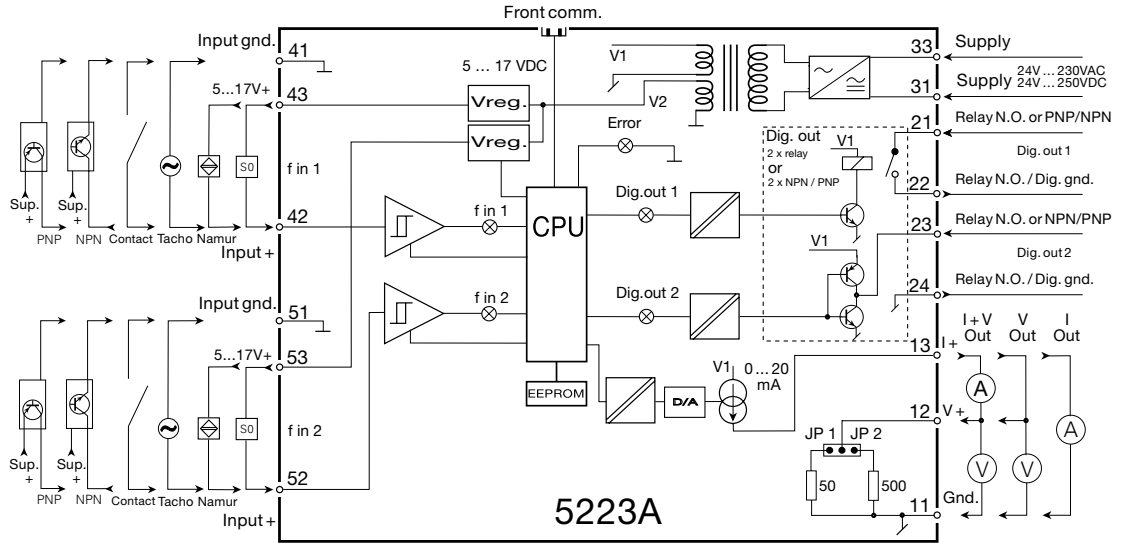 Front comm.
Input gnd. 41
5...17V+ 43
f in 1
Sup. +
Sup. +
S0
PNP NPN Contact Tacho Namur
42
Input +
Input gnd. 51
5...17V+ 53
f in 2
Sup. +
Sup. +
S0
PNP NPN Contact Tacho Namur
52
Input +
5 ... 17 VDC
Vreg.
Vreg.
V1
V2
Error
CPU
f in 1
f in 2
EEPROM
Dig.out 1
Dig.out 2
D/A
V1 0...20 mA
Dig. out
2 x relay
or
2 x NPN / PNP
V1
V1
JP 1 JP 2
50 500
5223A
33 Supply
31 Supply 24V...230VAC
24V...250VDC
21 Relay N.O. or PNP/NPN
Dig. out 1
22 Relay N.O. / Dig. gnd.
23 Relay N.O. or NPN/PNP
Dig. out 2
24 Relay N.O. / Dig. gnd.
I + V Out
V Out
I Out
13 I+
12 V +
11 Gnd.
A
A
V V